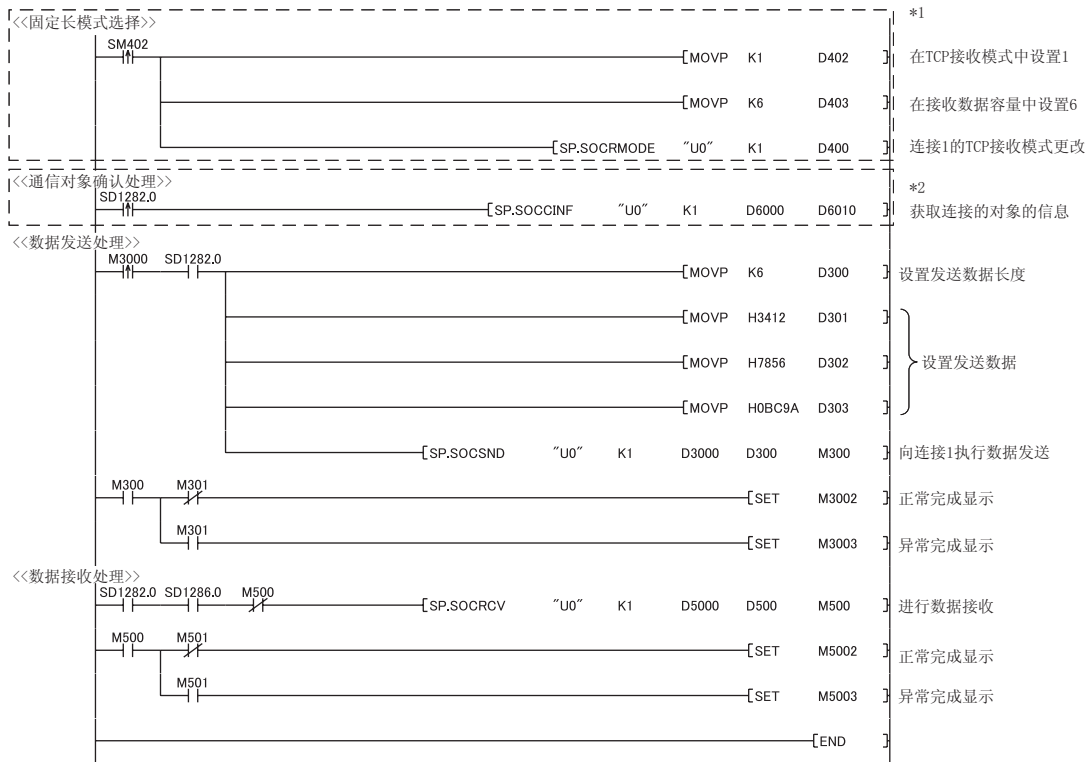 <<固定长模式选择>> *1
SM402
[MOVP K1 D402 ] 在TCP接收模式中设置1
[MOVP K6 D403 ] 在接收数据容量中设置6
[SP.SOCRMODE "U0" K1 D400 ] 连接1的TCP接收模式更改
<<通信对象确认处理>> *2
SD1282.0
[SP.SOCCINF "U0" K1 D6000 D6010 ] 获取连接的对象的信息
<<数据发送处理>>
M3000 SD1282.0
[MOVP K6 D300 ] 设置发送数据长度
[MOVP H3412 D301 ]
[MOVP H7856 D302 ] 设置发送数据
[MOVP H0BC9A D303 ]
[SP.SOCSND "U0" K1 D3000 D300 M300 ] 向连接1执行数据发送
M300 M301
[SET M3002 ] 正常完成显示
M301
[SET M3003 ] 异常完成显示
<<数据接收处理>>
SD1282.0 SD1286.0 M500
[SP.SOCRCV "U0" K1 D5000 D500 M500 ] 进行数据接收
M500 M501
[SET M5002 ] 正常完成显示
M501
[SET M5003 ] 异常完成显示
[END ]